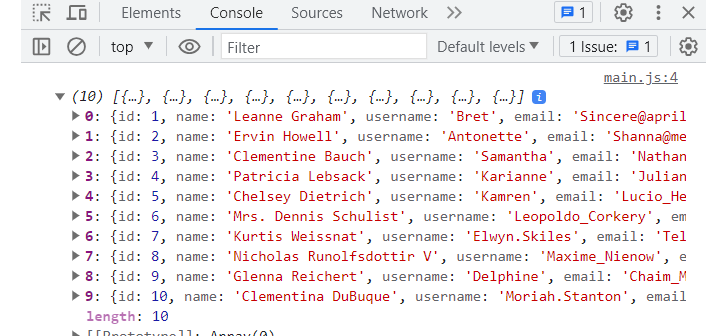 Elements Console Sources Network 1
top Filter Default levels 1 Issue: 1
main.js:4
(10) [{…}, {…}, {…}, {…}, {…}, {…}, {…}, {…}, {…}, {…}] i
0: {id: 1, name: 'Leanne Graham', username: 'Bret', email: 'Sincere@april
1: {id: 2, name: 'Ervin Howell', username: 'Antonette', email: 'Shanna@me
2: {id: 3, name: 'Clementine Bauch', username: 'Samantha', email: 'Nathan
3: {id: 4, name: 'Patricia Lebsack', username: 'Karianne', email: 'Julian
4: {id: 5, name: 'Chelsey Dietrich', username: 'Kamren', email: 'Lucio_He
5: {id: 6, name: 'Mrs. Dennis Schulist', username: 'Leopoldo_Corkery', em
6: {id: 7, name: 'Kurtis Weissnat', username: 'Elwyn.Skiles', email: 'Tel
7: {id: 8, name: 'Nicholas Runolfsdottir V', username: 'Maxime_Nienow', e
8: {id: 9, name: 'Glenna Reichert', username: 'Delphine', email: 'Chaim_M
9: {id: 10, name: 'Clementina DuBuque', username: 'Moriah.Stanton', email
length: 10
[[Prototype]]: Array(0)